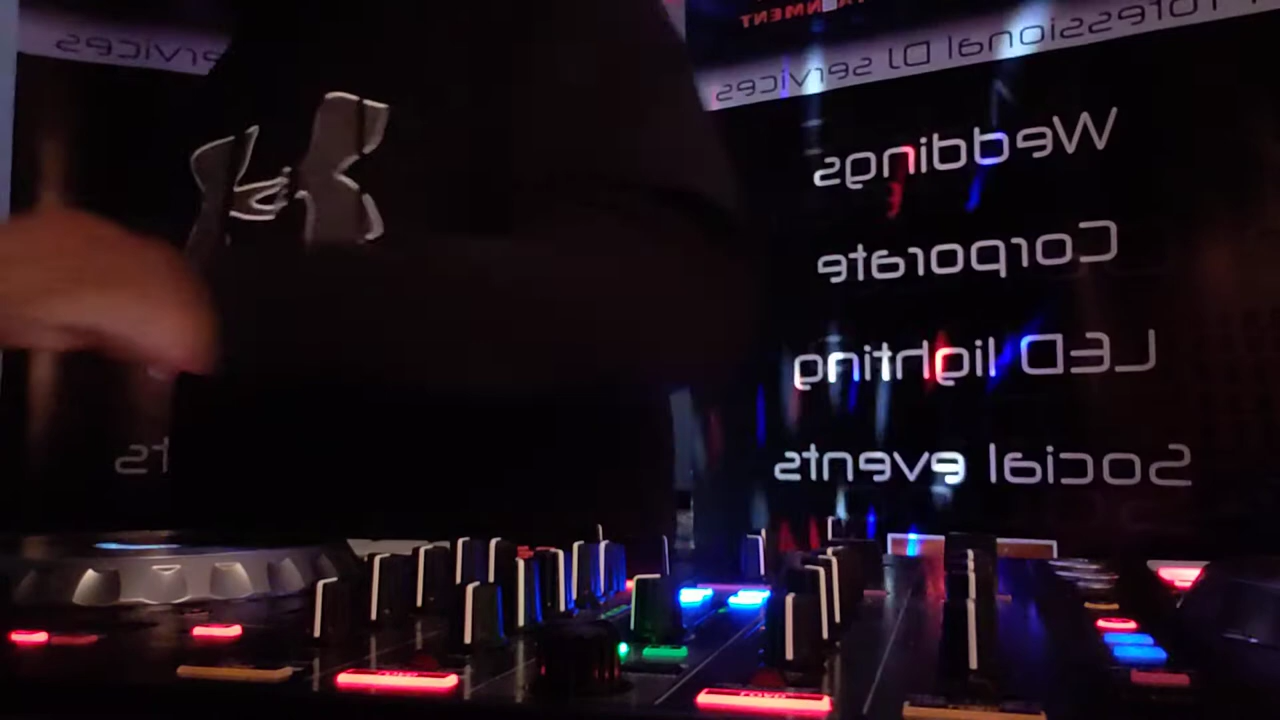 Professional DJ services
Weddings
Corporate
LED lighting
Social events